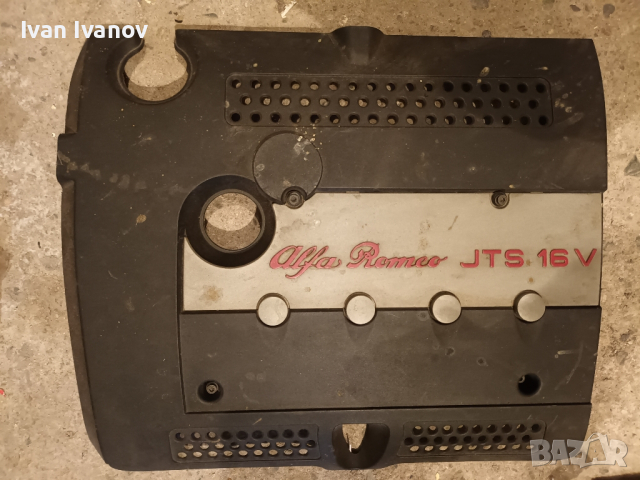 Ivan Ivanov
Alfa Romeo JTS 16V
BAZAR